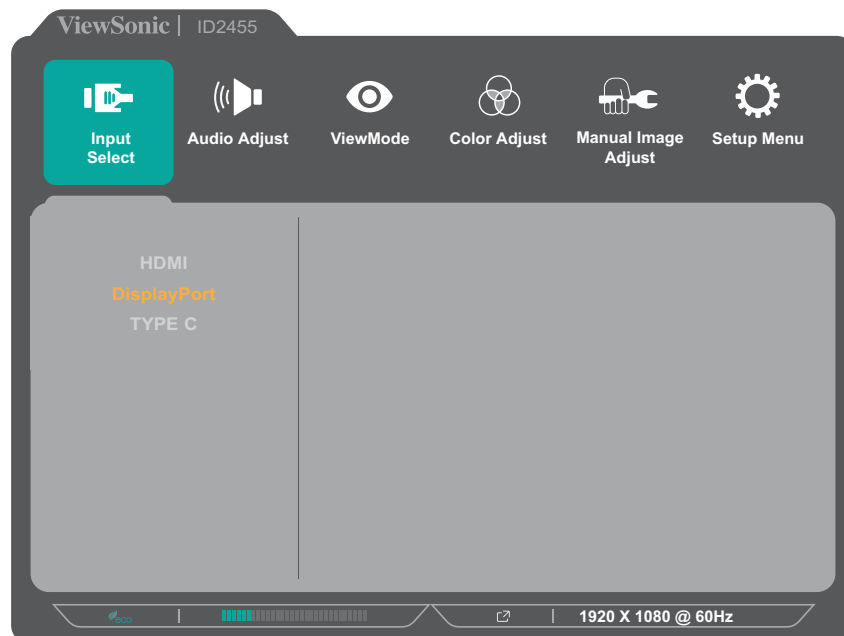 ViewSonic | ID2455
Input
Select
Audio Adjust
ViewMode
Color Adjust
Manual Image
Adjust
Setup Menu
HDMI
DisplayPort
TYPE C
eco
1920 X 1080 @ 60Hz